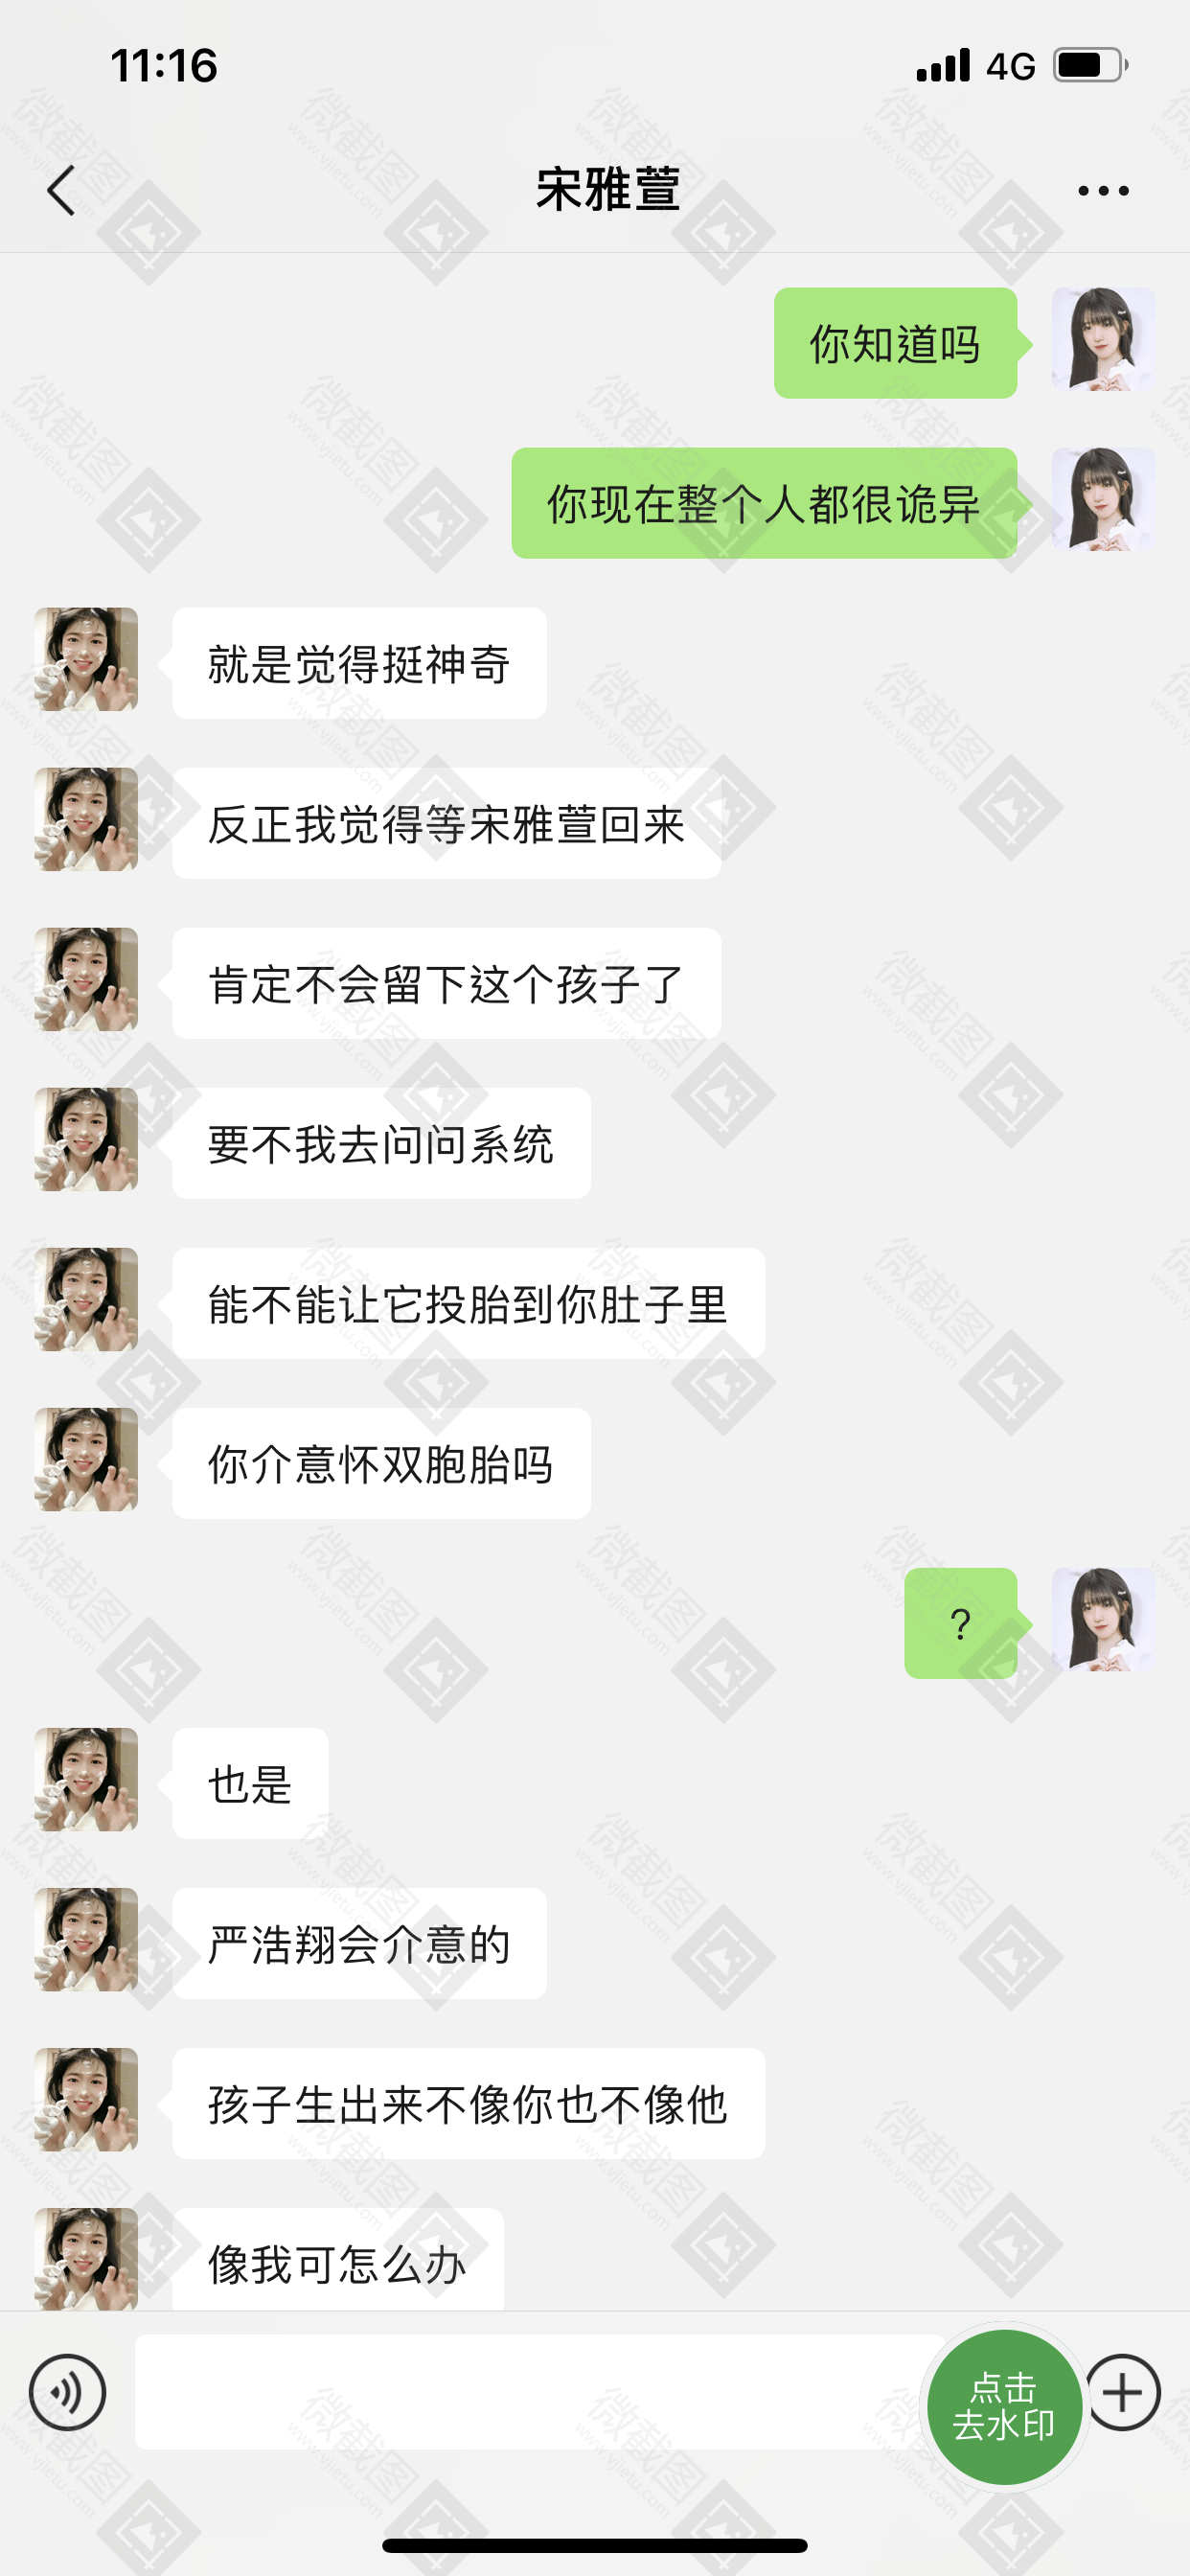 11:16
4G
宋雅萱
你知道吗
你现在整个人都很诡异
就是觉得挺神奇
反正我觉得等宋雅萱回来
肯定不会留下这个孩子了
要不我去问问系统
能不能让它投胎到你肚子里
你介意怀双胞胎吗
?
也是
严浩翔会介意的
孩子生出来不像你也不像他
像我可怎么办
点击
去水印
微截图
www.vjietu.com